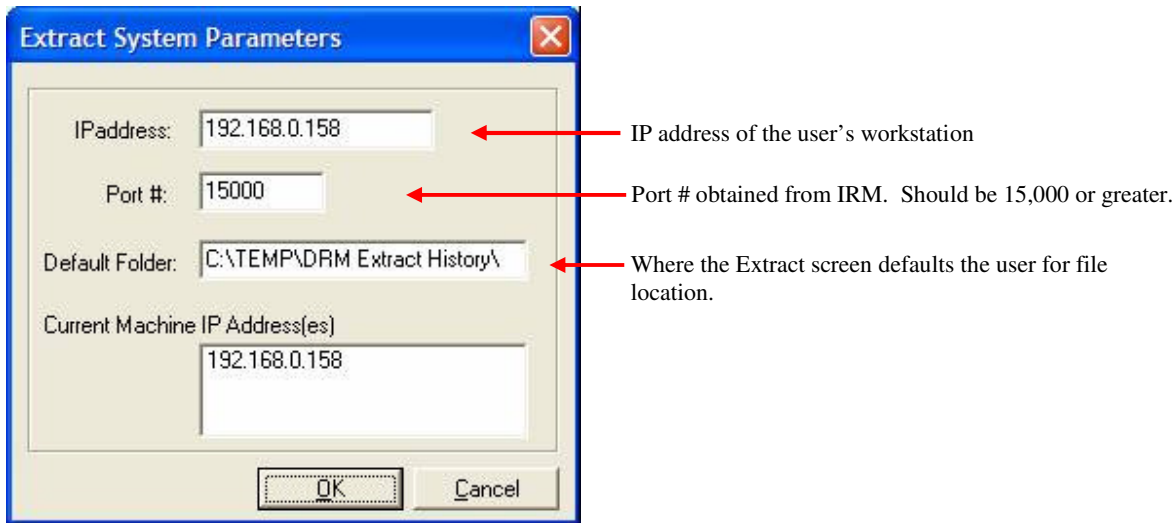 Extract System Parameters
IPaddress: 192.168.0.158
IP address of the user's workstation
Port #: 15000
Port # obtained from IRM.  Should be 15,000 or greater.
Default Folder: C:\TEMP\DRM Extract History\
Where the Extract screen defaults the user for file
location.
Current Machine IP Address(es)
192.168.0.158
OK
Cancel